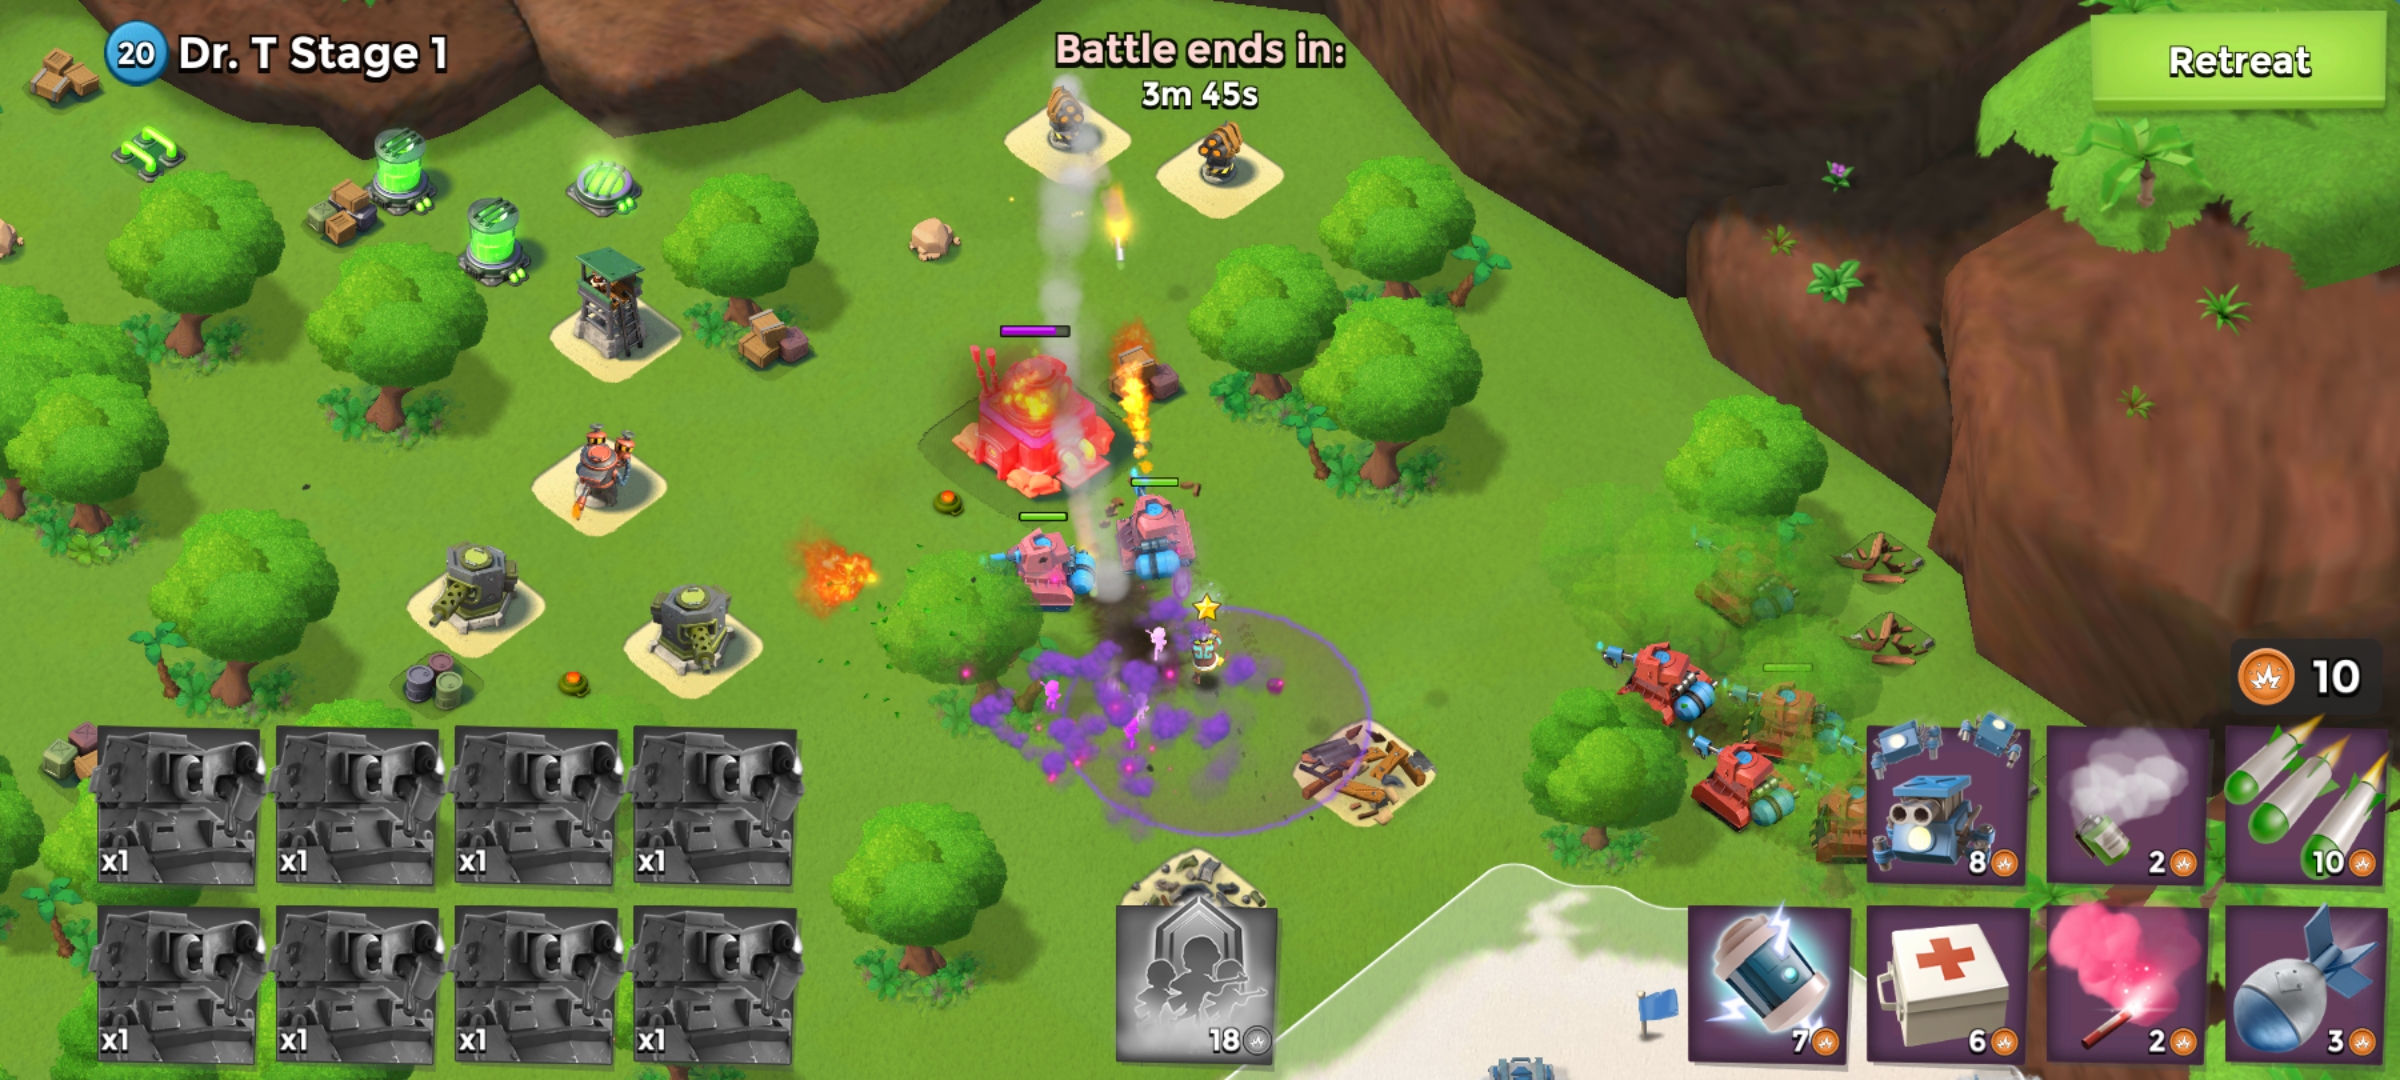 20 Dr. T Stage 1
Battle ends in:
3m 45s
Retreat
10
x1 x1 x1 x1
8 2 10
x1 x1 x1 x1
18
7 6 2 3